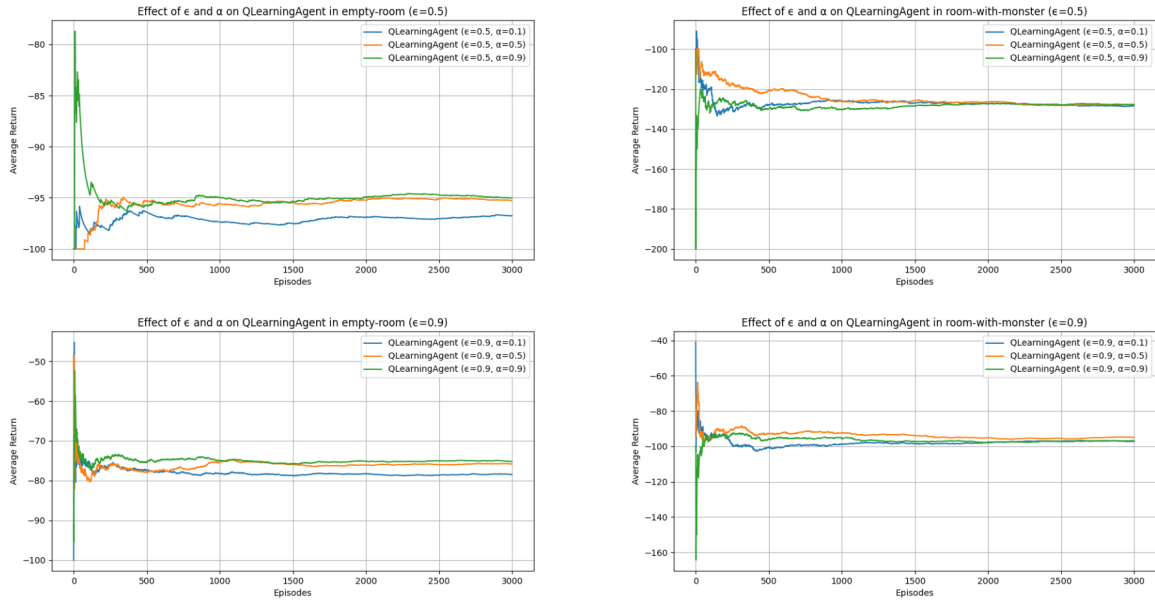 Effect of ϵ and α on QLearningAgent in empty-room (ϵ=0.5)
QLearningAgent (ϵ=0.5, α=0.1)
QLearningAgent (ϵ=0.5, α=0.5)
QLearningAgent (ϵ=0.5, α=0.9)
Average Return
−80
−85
−90
−95
−100
0 500 1000 1500 2000 2500 3000
Episodes
Effect of ϵ and α on QLearningAgent in room-with-monster (ϵ=0.5)
QLearningAgent (ϵ=0.5, α=0.1)
QLearningAgent (ϵ=0.5, α=0.5)
QLearningAgent (ϵ=0.5, α=0.9)
Average Return
−100
−120
−140
−160
−180
−200
0 500 1000 1500 2000 2500 3000
Episodes
Effect of ϵ and α on QLearningAgent in empty-room (ϵ=0.9)
QLearningAgent (ϵ=0.9, α=0.1)
QLearningAgent (ϵ=0.9, α=0.5)
QLearningAgent (ϵ=0.9, α=0.9)
Average Return
−50
−60
−70
−80
−90
−100
0 500 1000 1500 2000 2500 3000
Episodes
Effect of ϵ and α on QLearningAgent in room-with-monster (ϵ=0.9)
QLearningAgent (ϵ=0.9, α=0.1)
QLearningAgent (ϵ=0.9, α=0.5)
QLearningAgent (ϵ=0.9, α=0.9)
Average Return
−40
−60
−80
−100
−120
−140
−160
0 500 1000 1500 2000 2500 3000
Episodes